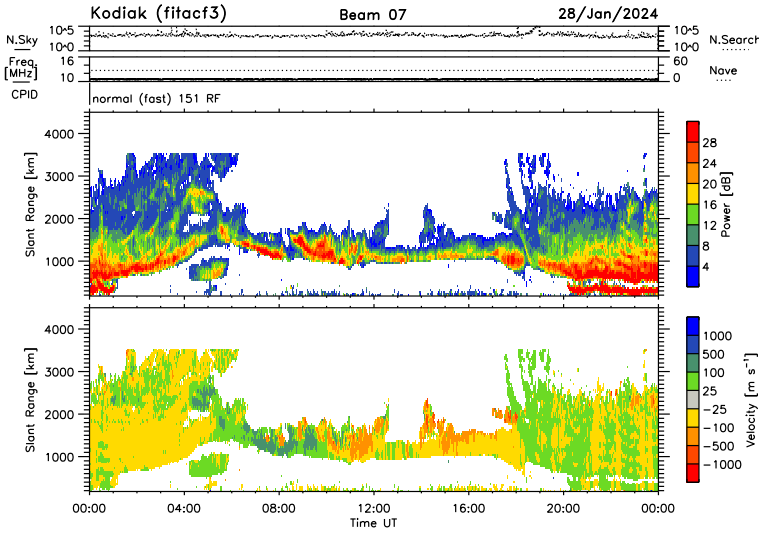 Kodiak (fitacf3) Beam 07 28/Jan/2024
N.Sky 10^5 10^0 10^5 10^0 N.Search
Freq. [MHz] 16 10 60 0 Nave
CPID normal (fast) 151 RF
Slant Range [km] 4000 3000 2000 1000
28 24 20 16 12 8 4 Power [dB]
Slant Range [km] 4000 3000 2000 1000
1000 500 100 25 -25 -100 -500 -1000 Velocity [m s⁻¹]
00:00 04:00 08:00 12:00 16:00 20:00 00:00
Time UT